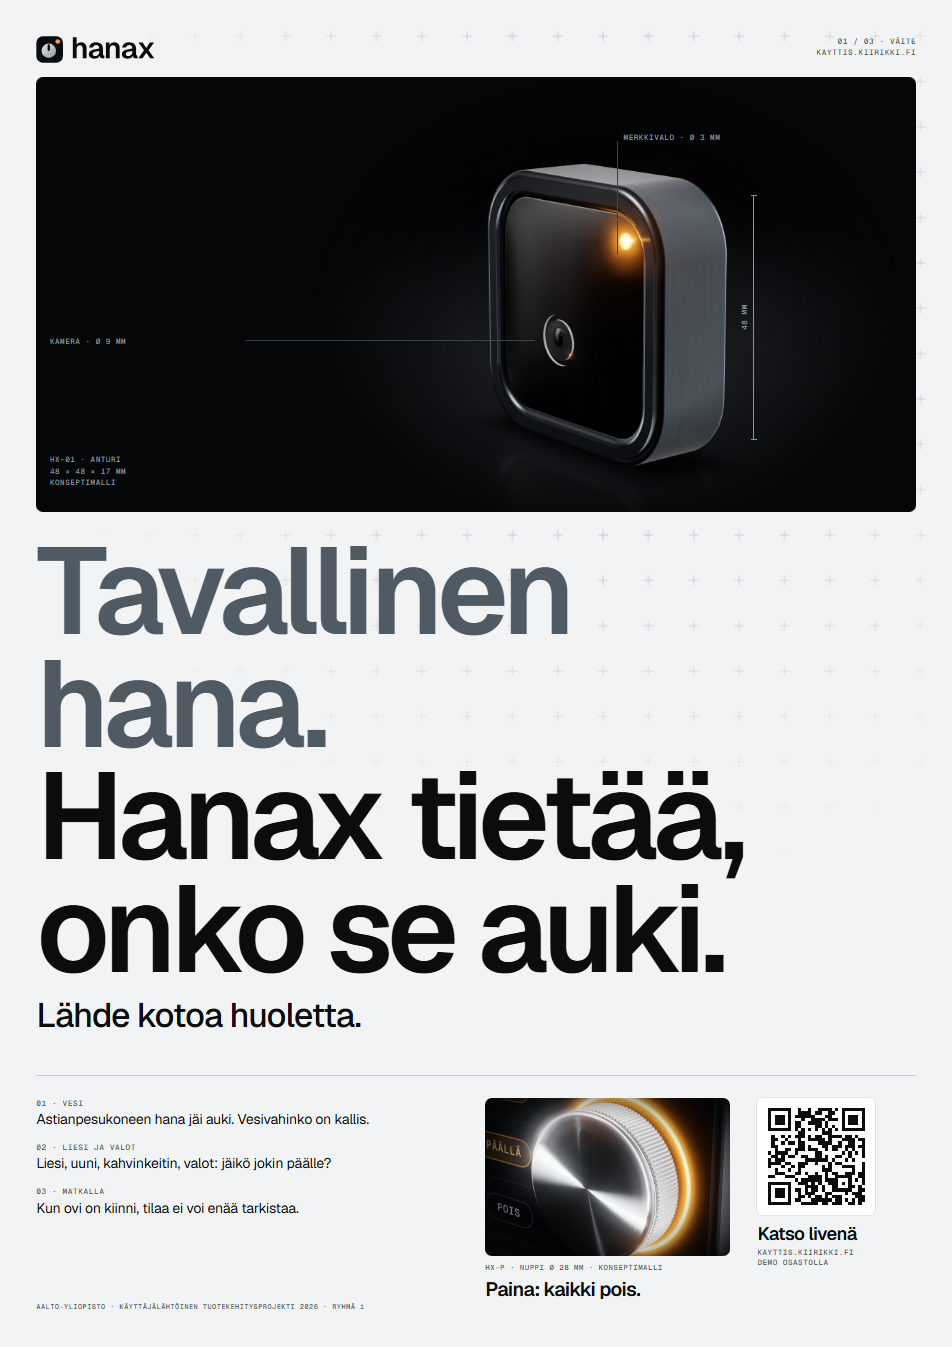 hanax
01 / 03 · VÄITE
KAYTTIS.KIIRIKKI.FI
MERKKIVALO · Ø 3 MM
48 MM
KAMERA · Ø 9 MM
HX-01 · ANTURI
48 × 48 × 17 MM
KONSEPTIMALLI
Tavallinen
hana.
Hanax tietää,
onko se auki.
Lähde kotoa huoletta.
01 · VESI
Astianpesukoneen hana jäi auki. Vesivahinko on kallis.
02 · LIESI JA VALOT
Liesi, uuni, kahvinkeitin, valot: jäikö jokin päälle?
03 · MATKALLA
Kun ovi on kiinni, tilaa ei voi enää tarkistaa.
PÄÄLLÄ
POIS
HX-P · NUPPI Ø 28 MM · KONSEPTIMALLI
Paina: kaikki pois.
Katso livenä
KAYTTIS.KIIRIKKI.FI
DEMO OSASTOLLA
AALTO-YLIOPISTO · KÄYTTÄJÄLÄHTÖINEN TUOTEKEHITYSPROJEKTI 2026 · RYHMÄ 1